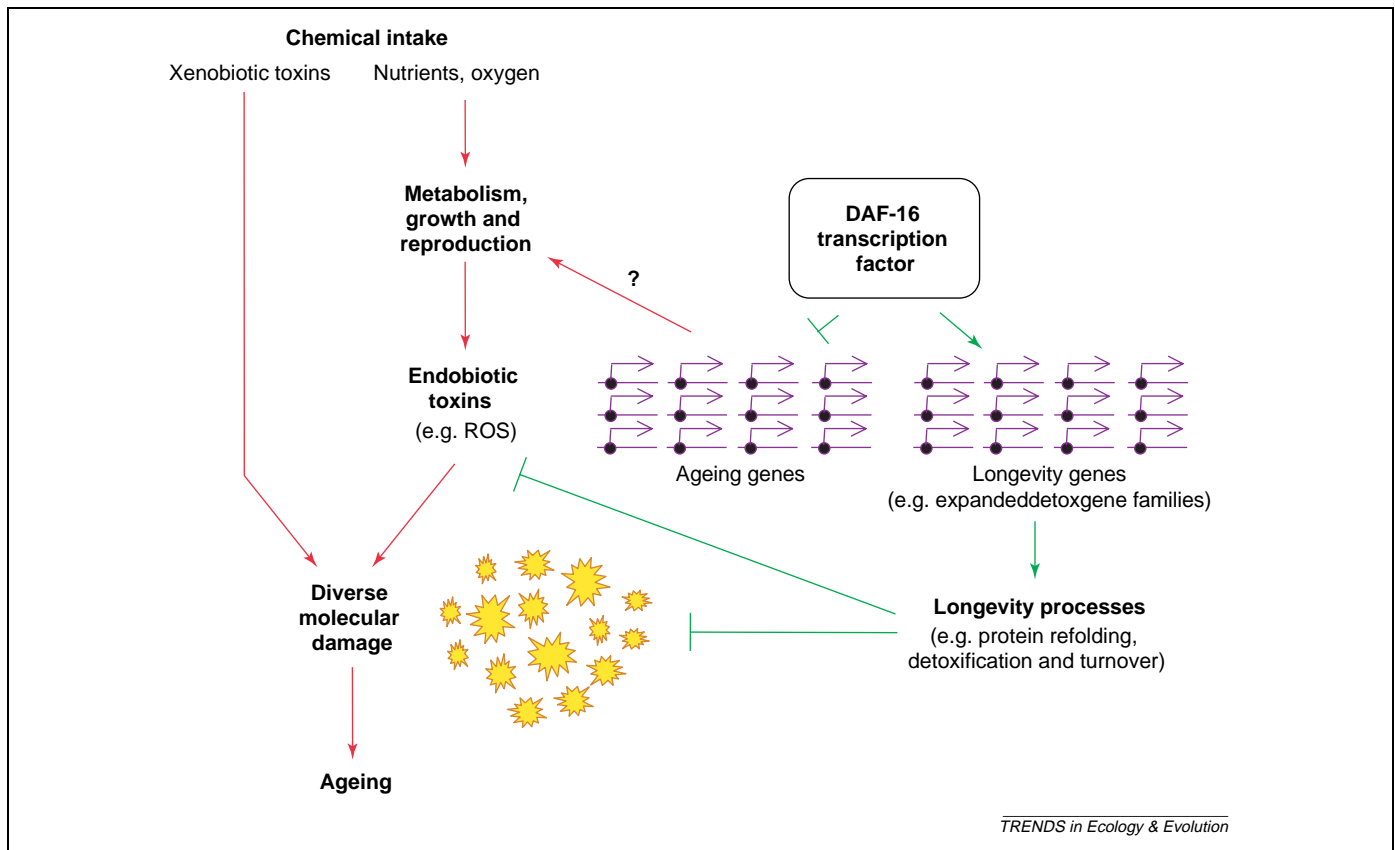 Chemical intake
Xenobiotic toxins
Nutrients, oxygen
Metabolism,
growth and
reproduction
DAF-16
transcription
factor
?
Endobiotic
toxins
(e.g. ROS)
Ageing genes
Longevity genes
(e.g. expandeddetoxgene families)
Diverse
molecular
damage
Longevity processes
(e.g. protein refolding,
detoxification and turnover)
Ageing
TRENDS in Ecology & Evolution